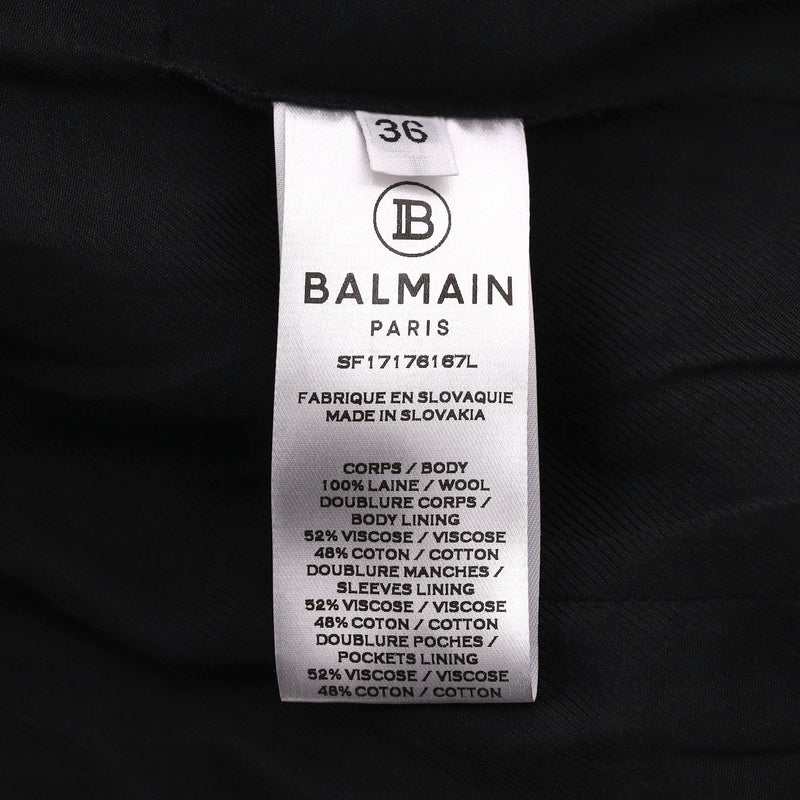 36
B
BALMAIN
PARIS
SF17176167L
FABRIQUE EN SLOVAQUIE
MADE IN SLOVAKIA
CORPS / BODY
100% LAINE / WOOL
DOUBLURE CORPS /
BODY LINING
52% VISCOSE / VISCOSE
48% COTON / COTTON
DOUBLURE MANCHES /
SLEEVES LINING
52% VISCOSE / VISCOSE
48% COTON / COTTON
DOUBLURE POCHES /
POCKETS LINING
52% VISCOSE / VISCOSE
48% COTON / COTTON